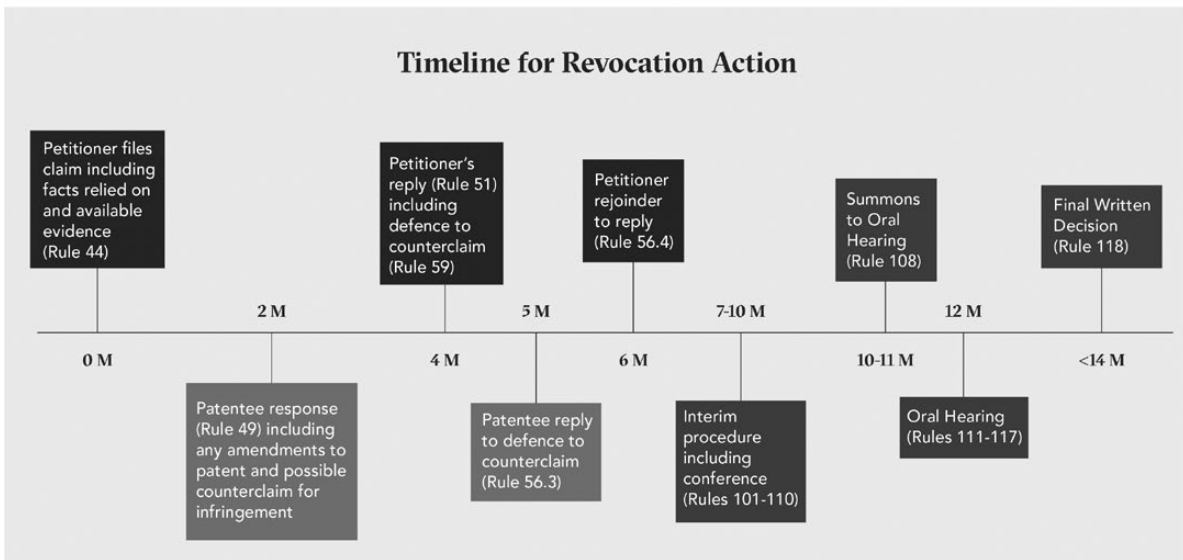 Timeline for Revocation Action
Petitioner files
claim including
facts relied on
and available
evidence
(Rule 44)
Petitioner’s
reply (Rule 51)
including
defence to
counterclaim
(Rule 59)
Petitioner
rejoinder
to reply
(Rule 56.4)
Summons
to Oral
Hearing
(Rule 108)
Final Written
Decision
(Rule 118)
2 M
5 M
7-10 M
12 M
0 M
4 M
6 M
10-11 M
<14 M
Patentee response
(Rule 49) including
any amendments to
patent and possible
counterclaim for
infringement
Patentee reply
to defence to
counterclaim
(Rule 56.3)
Interim
procedure
including
conference
(Rules 101-110)
Oral Hearing
(Rules 111-117)